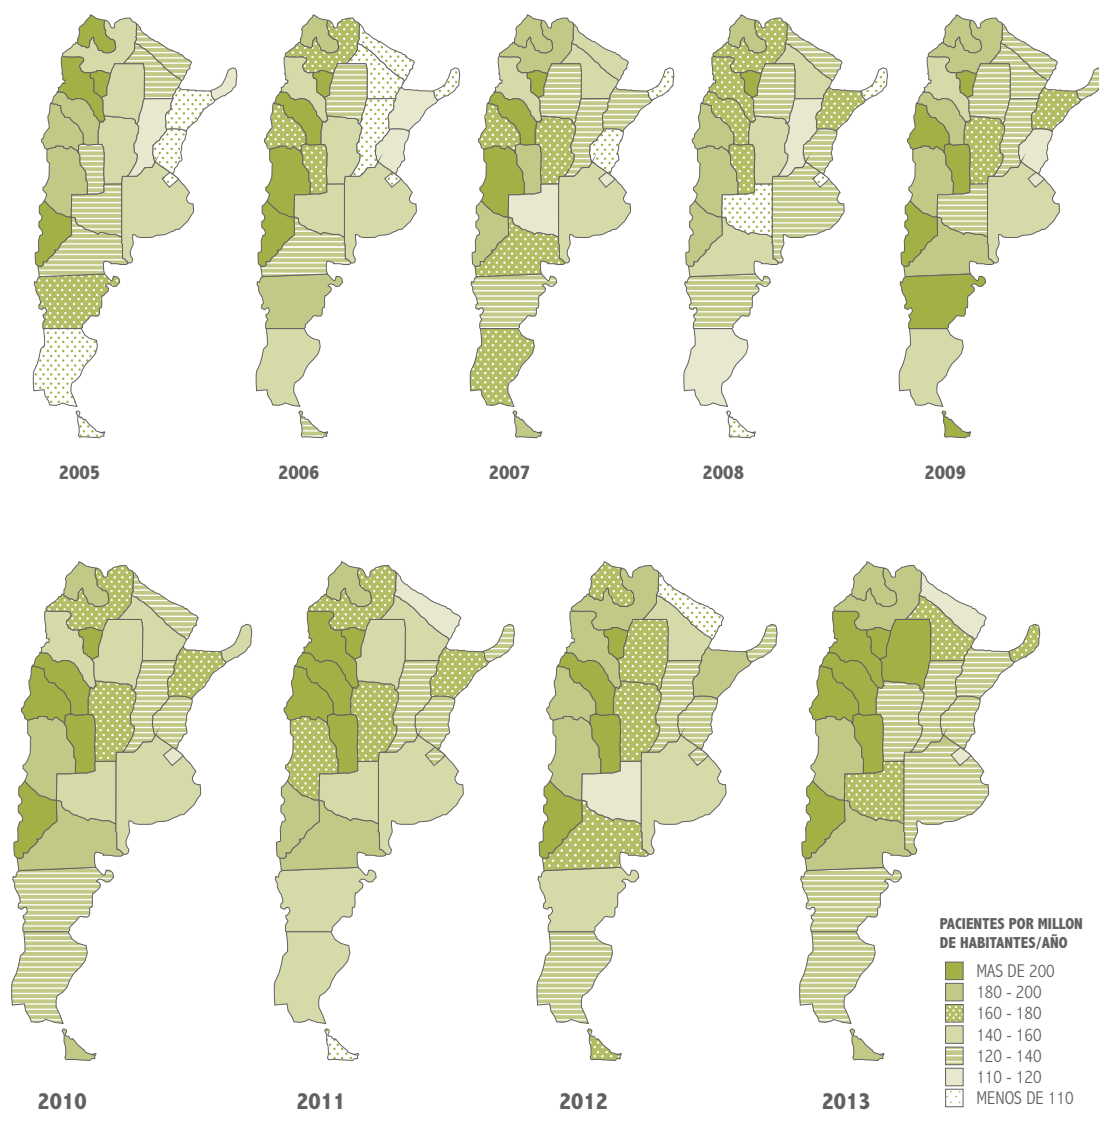 2005
2006
2007
2008
2009
PACIENTES POR MILLON
DE HABITANTES/AÑO
MAS DE 200
180 - 200
160 - 180
140 - 160
120 - 140
110 - 120
MENOS DE 110
2010
2011
2012
2013